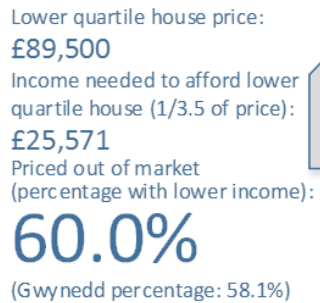 Lower quartile house price:
£89,500
Income needed to afford lower
quartile house (1/3.5 of price):
£25,571
Priced out of market
(percentage with lower income):
60.0%
(Gwynedd percentage: 58.1%)